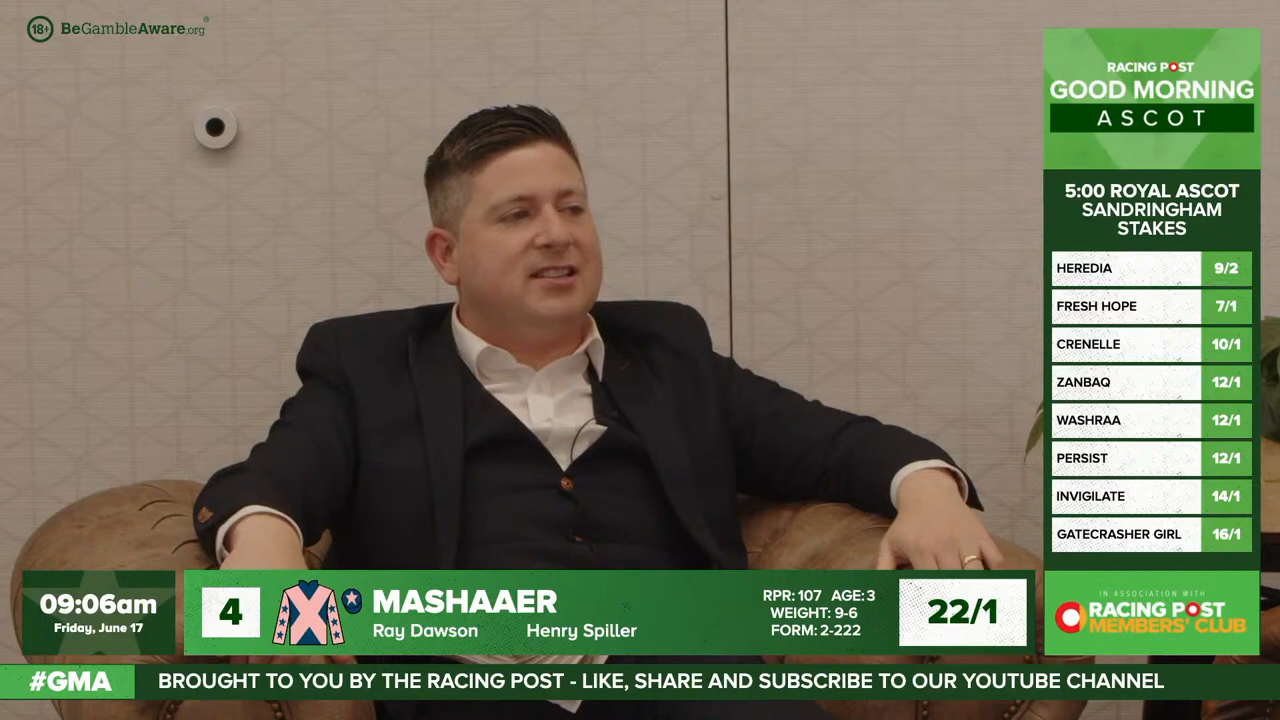 18+ BeGambleAware.org®
RACING POST
GOOD MORNING
ASCOT
5:00 ROYAL ASCOT
SANDRINGHAM
STAKES
HEREDIA 9/2
FRESH HOPE 7/1
CRENELLE 10/1
ZANBAQ 12/1
WASHRAA 12/1
PERSIST 12/1
INVIGILATE 14/1
GATECRASHER GIRL 16/1
09:06am
Friday, June 17
4
MASHAAER
Ray Dawson Henry Spiller
RPR: 107 AGE: 3
WEIGHT: 9-6
FORM: 2-222
22/1
IN ASSOCIATION WITH
RACING POST
MEMBERS' CLUB
#GMA
BROUGHT TO YOU BY THE RACING POST - LIKE, SHARE AND SUBSCRIBE TO OUR YOUTUBE CHANNEL